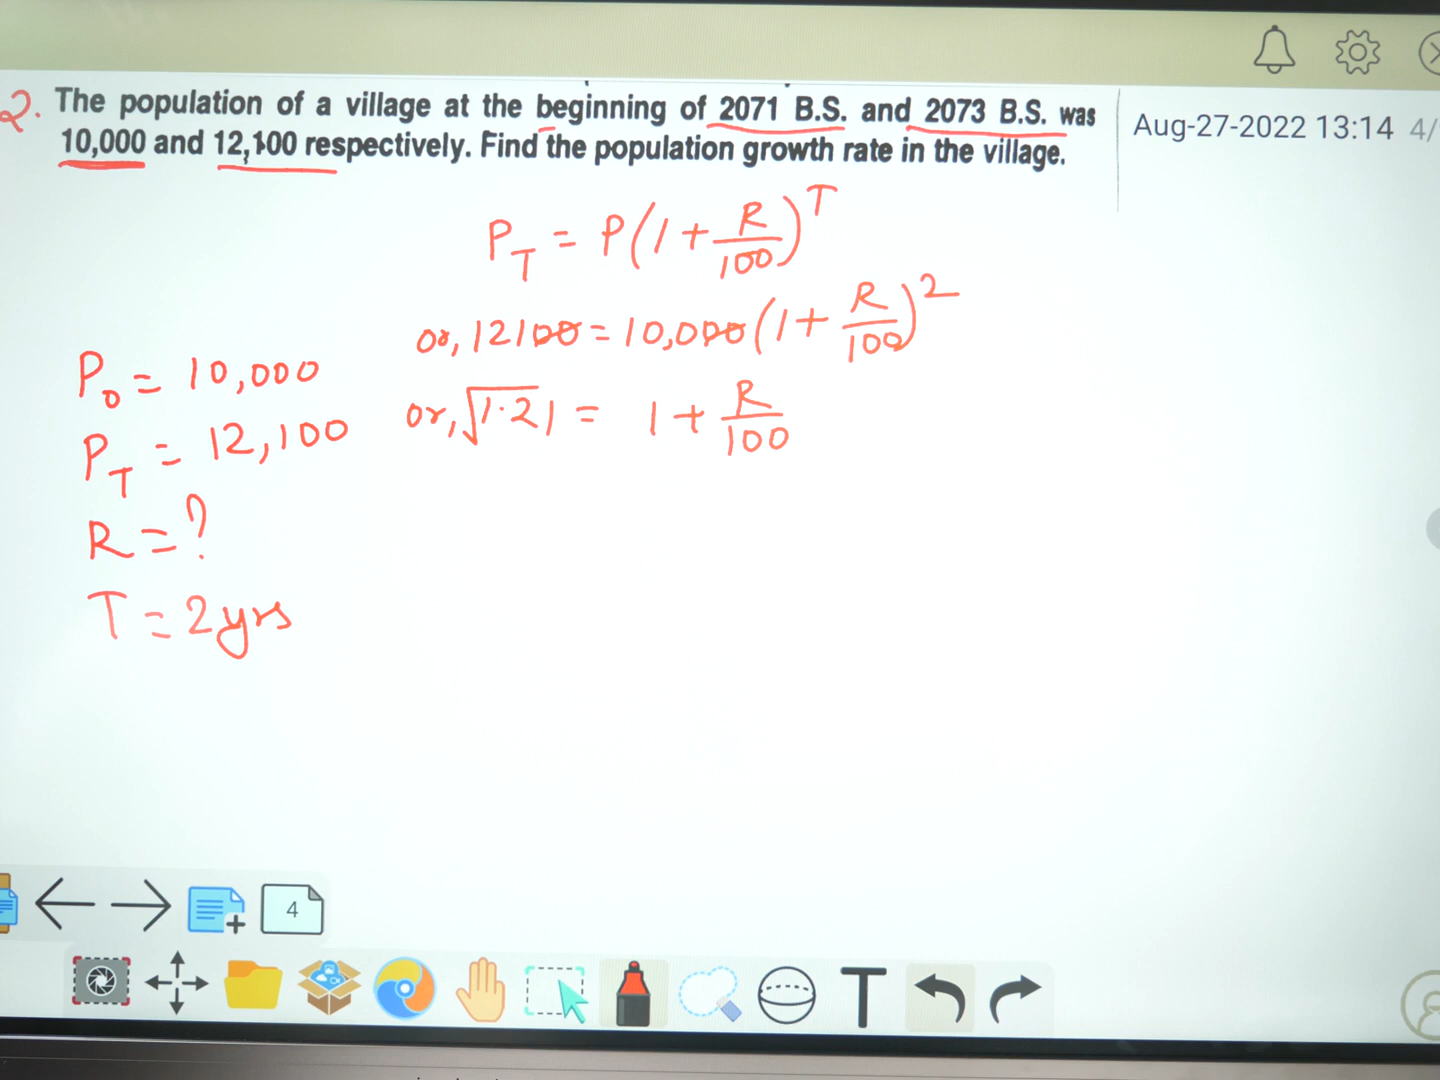 2. The population of a village at the beginning of 2071 B.S. and 2073 B.S. was
10,000 and 12,100 respectively. Find the population growth rate in the village.
Aug-27-2022 13:14 4/
P_T = P(1 + R/100)^T
or, 12100 = 10,000(1 + R/100)^2
or, √1.21 = 1 + R/100
P_0 = 10,000
P_T = 12,100
R = ?
T = 2yrs
4
T